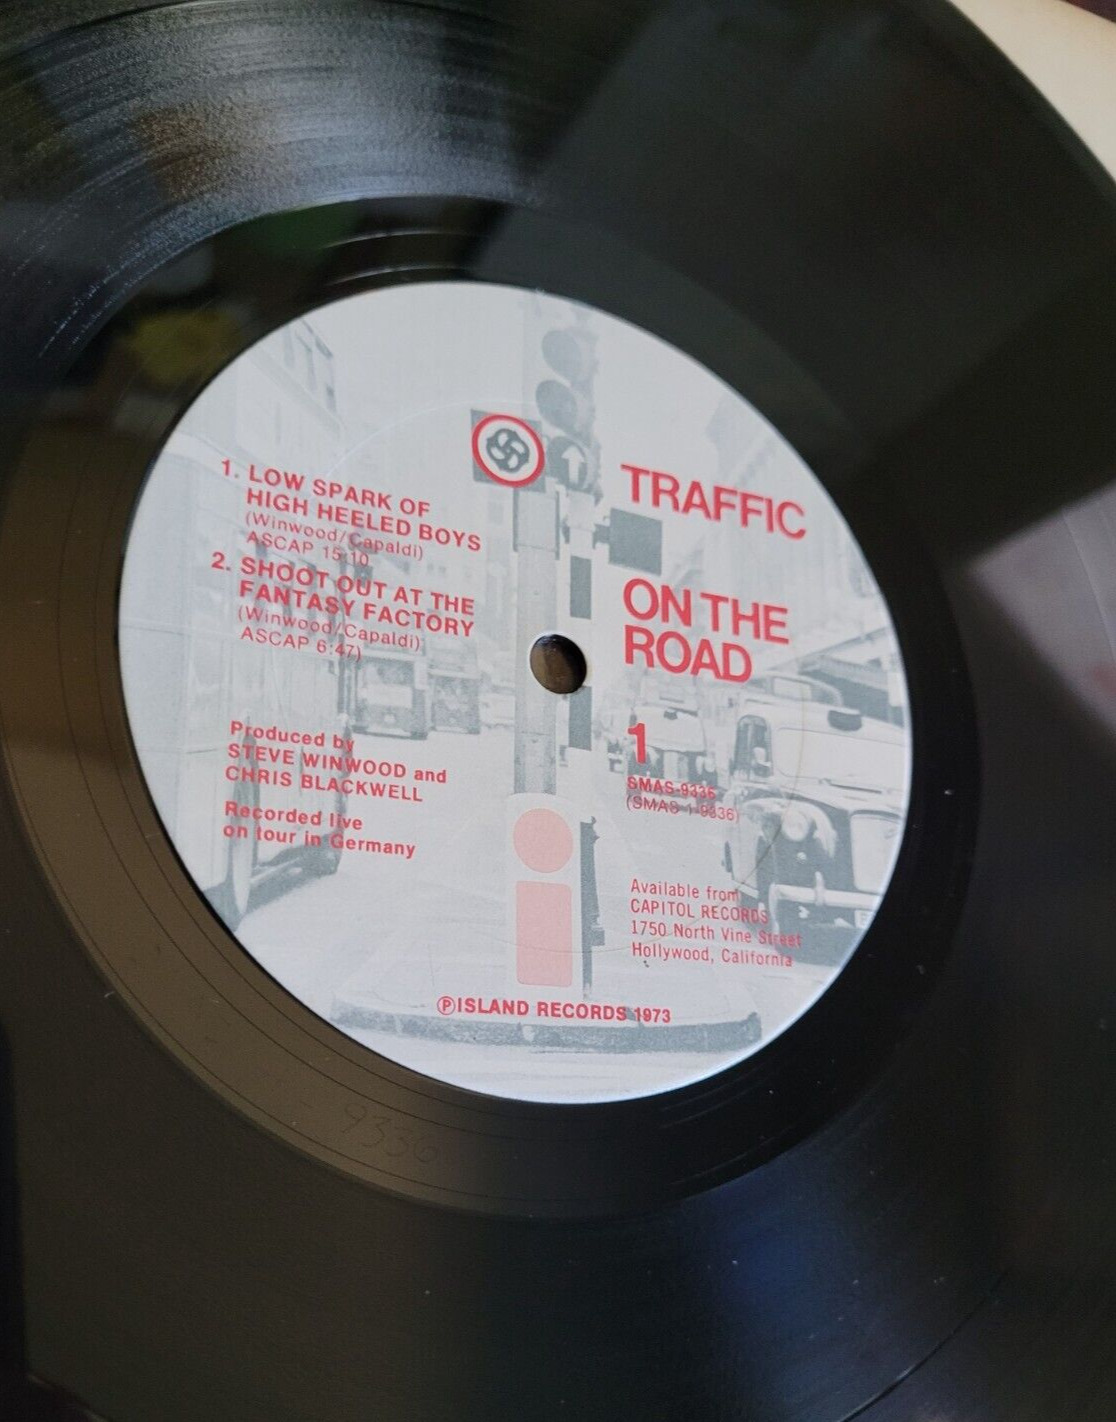 1. LOW SPARK OF
HIGH HEELED BOYS
(Winwood/Capaldi)
ASCAP 15:10
2. SHOOT OUT AT THE
FANTASY FACTORY
(Winwood/Capaldi)
ASCAP 6:47)
Produced by
STEVE WINWOOD and
CHRIS BLACKWELL
Recorded live
on tour in Germany
TRAFFIC
ON THE
ROAD
1
SMAS-9336
(SMAS-1-9336)
Available from
CAPITOL RECORDS
1750 North Vine Street
Hollywood, California
ⓅISLAND RECORDS 1973
9336